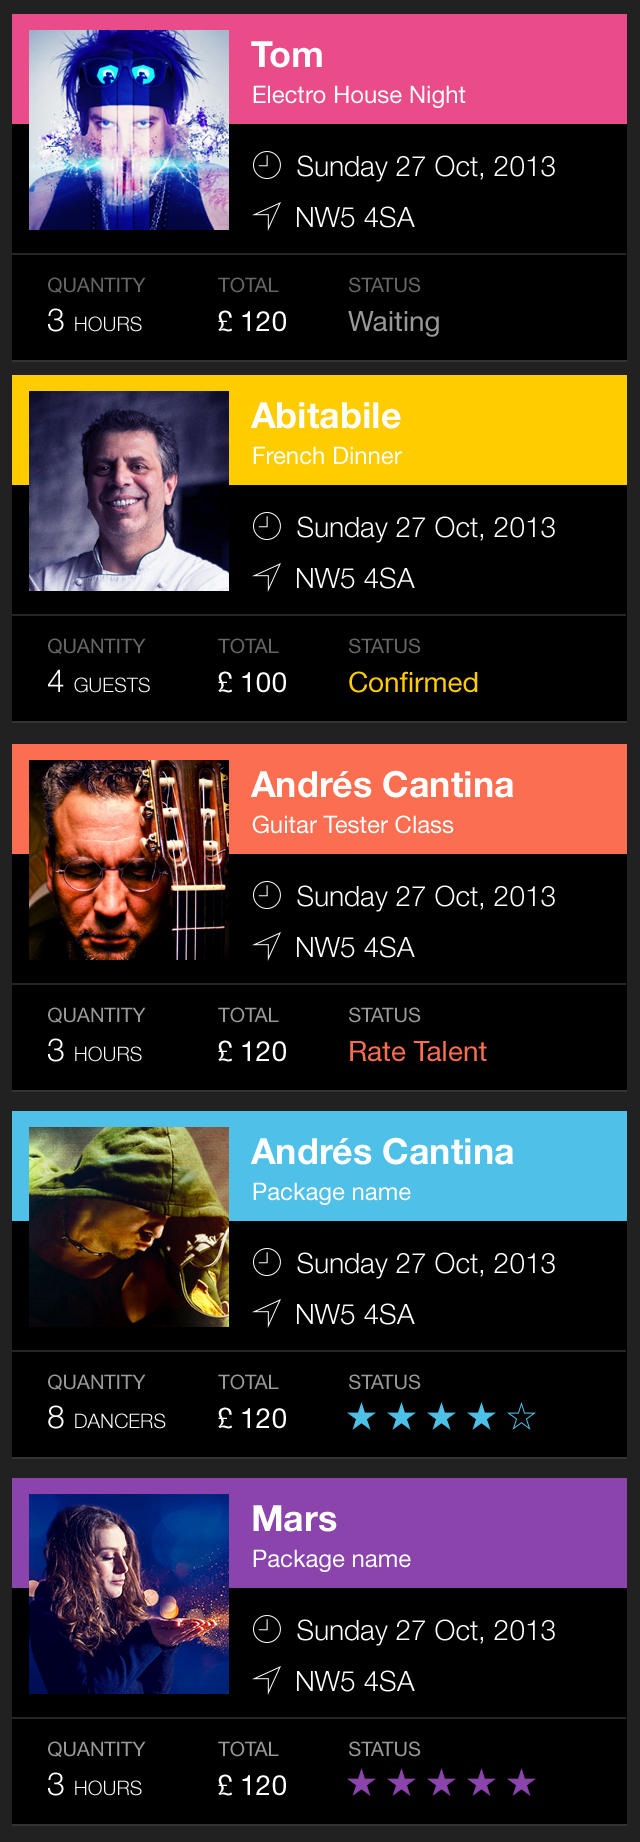 Tom
Electro House Night
Sunday 27 Oct, 2013
NW5 4SA
QUANTITY TOTAL STATUS
3 HOURS £ 120 Waiting
Abitabile
French Dinner
Sunday 27 Oct, 2013
NW5 4SA
QUANTITY TOTAL STATUS
4 GUESTS £ 100 Confirmed
Andrés Cantina
Guitar Tester Class
Sunday 27 Oct, 2013
NW5 4SA
QUANTITY TOTAL STATUS
3 HOURS £ 120 Rate Talent
Andrés Cantina
Package name
Sunday 27 Oct, 2013
NW5 4SA
QUANTITY TOTAL STATUS
8 DANCERS £ 120 ★ ★ ★ ★ ☆
Mars
Package name
Sunday 27 Oct, 2013
NW5 4SA
QUANTITY TOTAL STATUS
3 HOURS £ 120 ★ ★ ★ ★ ★